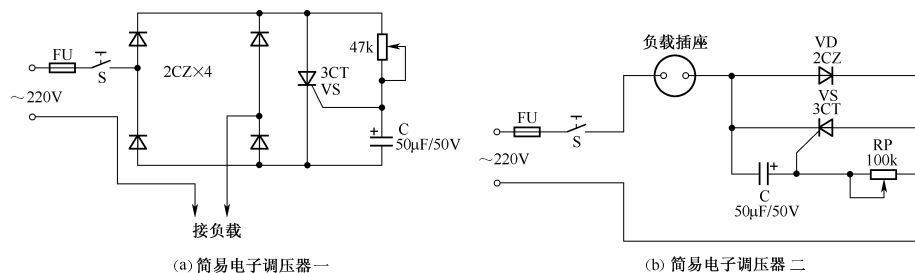 FU
S
～220V
2CZ×4
3CT
VS
47k
C
50μF/50V
接负载
(a) 简易电子调压器一
负载插座
FU
S
～220V
VD
2CZ
VS
3CT
RP
100k
C
50μF/50V
(b) 简易电子调压器 二